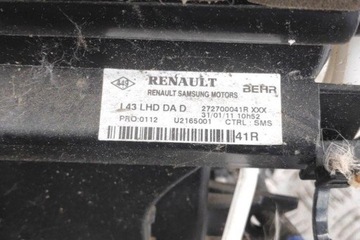 RENAULT
RENAULT SAMSUNG MOTORS
BEHR
L43 LHD DA D 272700041R XXX
31/01/11 10h52
PRO:0112 U2165001 CTRL SMS
41R